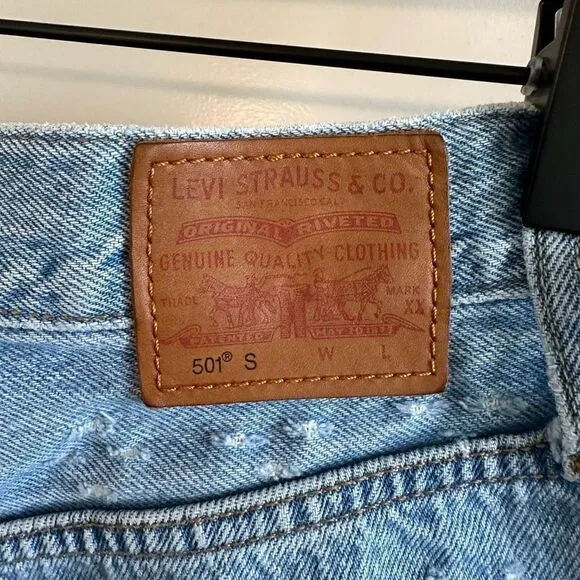 LEVI STRAUSS & CO.
SAN FRANCISCO CAL.
ORIGINAL RIVETED
GENUINE QUALITY CLOTHING
TRADE MARK
XX
PATENTED MAY 20 1873
501® S W L